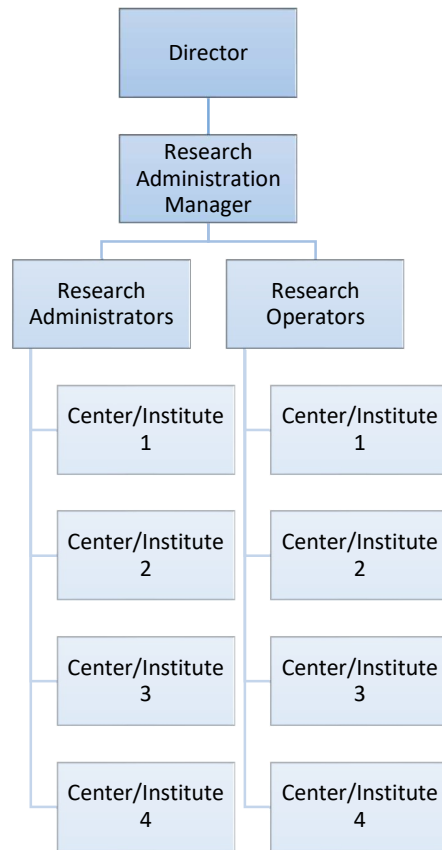 Director
Research
Administration
Manager
Research
Administrators
Research
Operators
Center/Institute
1
Center/Institute
1
Center/Institute
2
Center/Institute
2
Center/Institute
3
Center/Institute
3
Center/Institute
4
Center/Institute
4